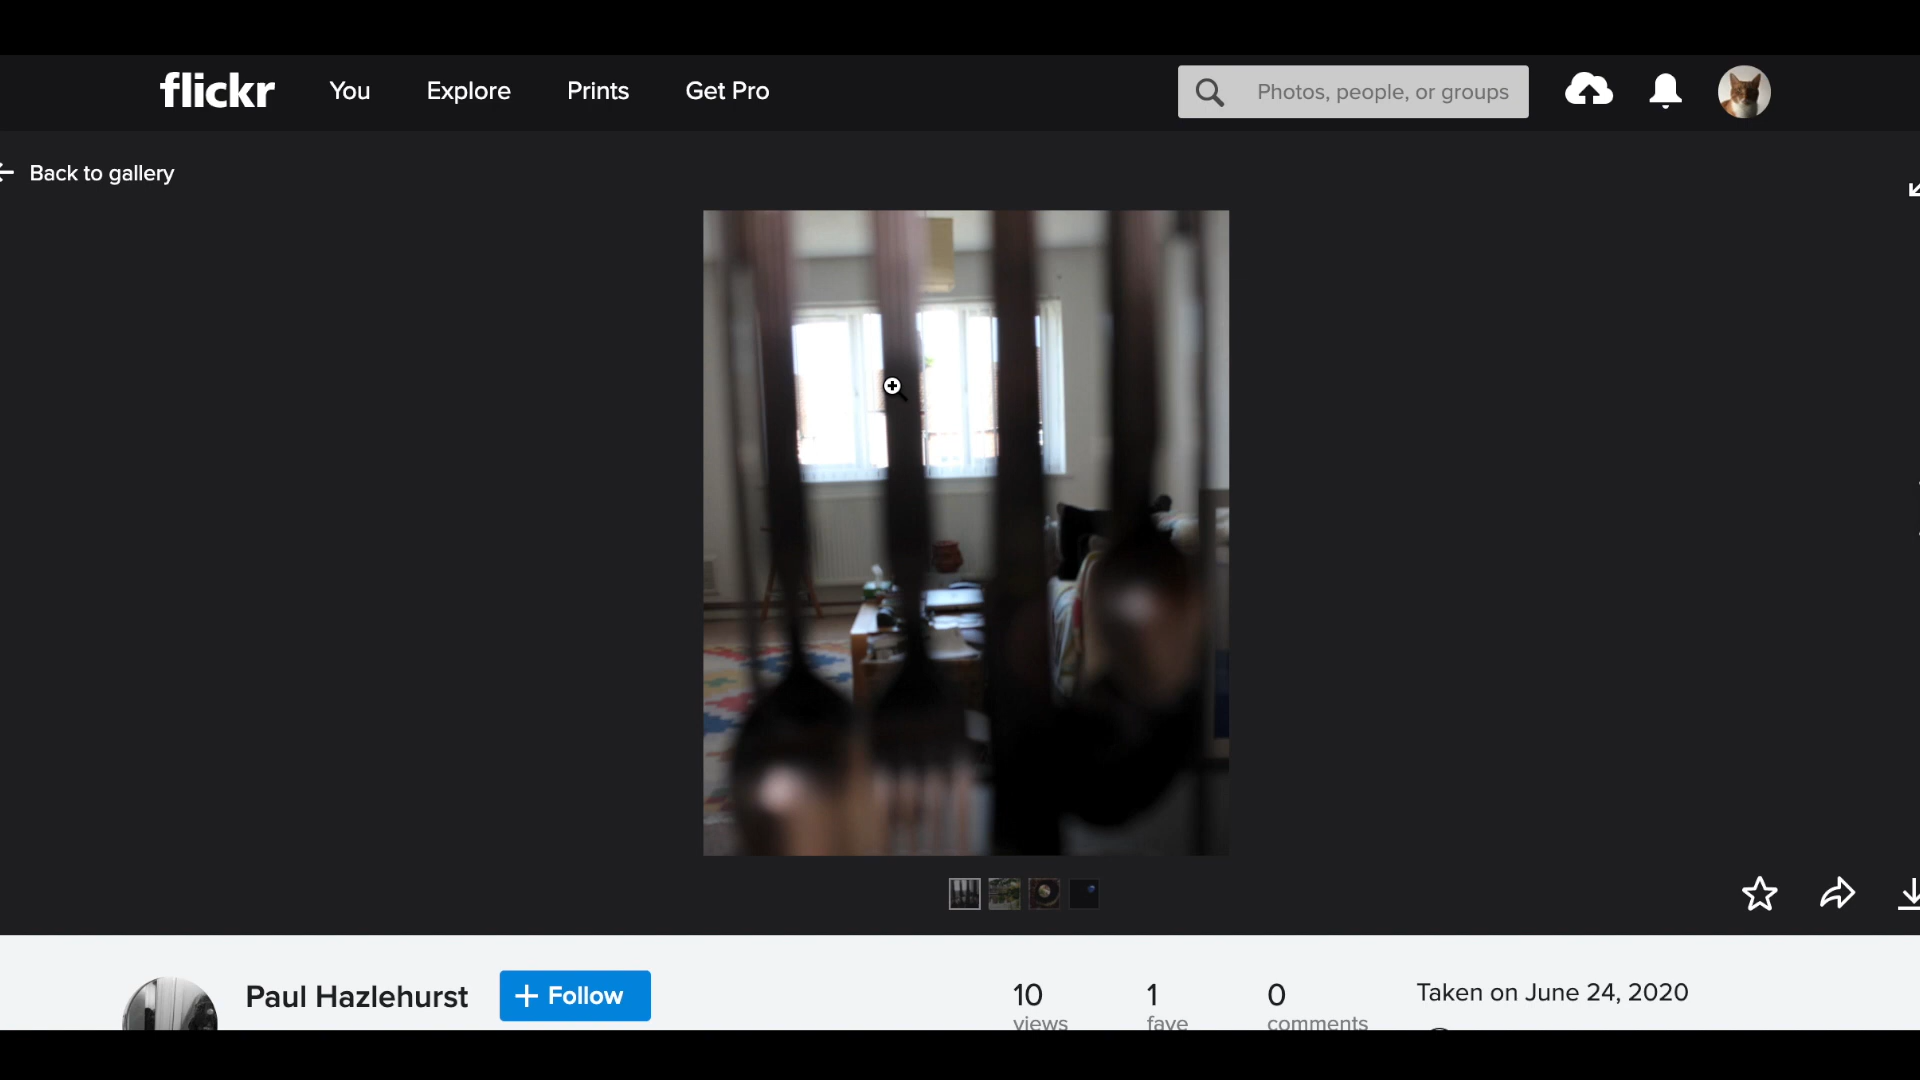 flickr You Explore Prints Get Pro Photos, people, or groups
Back to gallery
Paul Hazlehurst + Follow 10 1 0 Taken on June 24, 2020
views fave comments